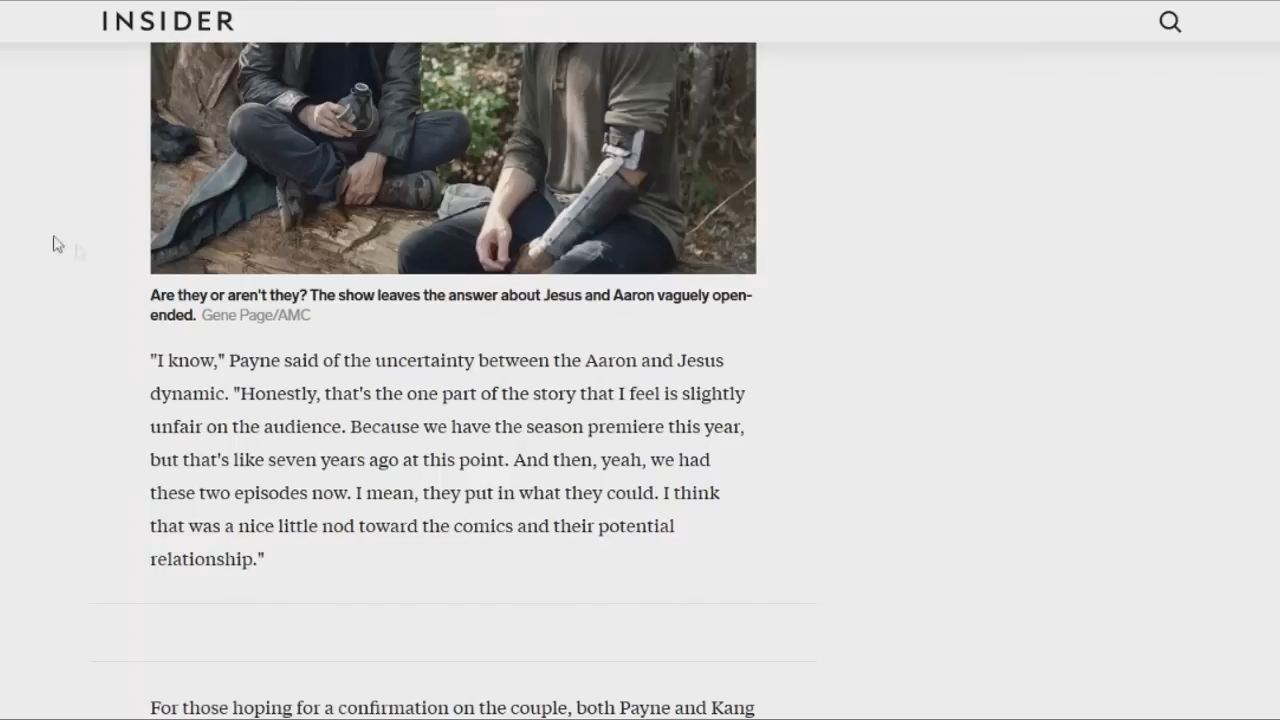 INSIDER
Are they or aren't they? The show leaves the answer about Jesus and Aaron vaguely open-
ended. Gene Page/AMC
"I know," Payne said of the uncertainty between the Aaron and Jesus
dynamic. "Honestly, that's the one part of the story that I feel is slightly
unfair on the audience. Because we have the season premiere this year,
but that's like seven years ago at this point. And then, yeah, we had
these two episodes now. I mean, they put in what they could. I think
that was a nice little nod toward the comics and their potential
relationship."
For those hoping for a confirmation on the couple, both Payne and Kang